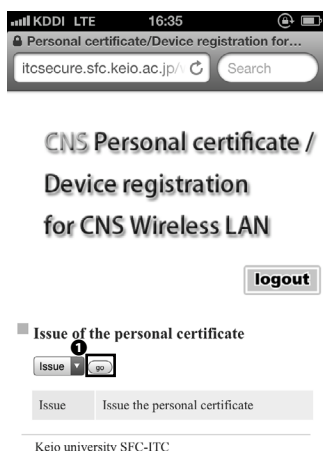 KDDI LTE 16:35
Personal certificate/Device registration for...
itcsecure.sfc.keio.ac.jp/ Search
CNS Personal certificate /
Device registration
for CNS Wireless LAN
logout
Issue of the personal certificate
1
Issue go
Issue Issue the personal certificate
Keio university SFC-ITC